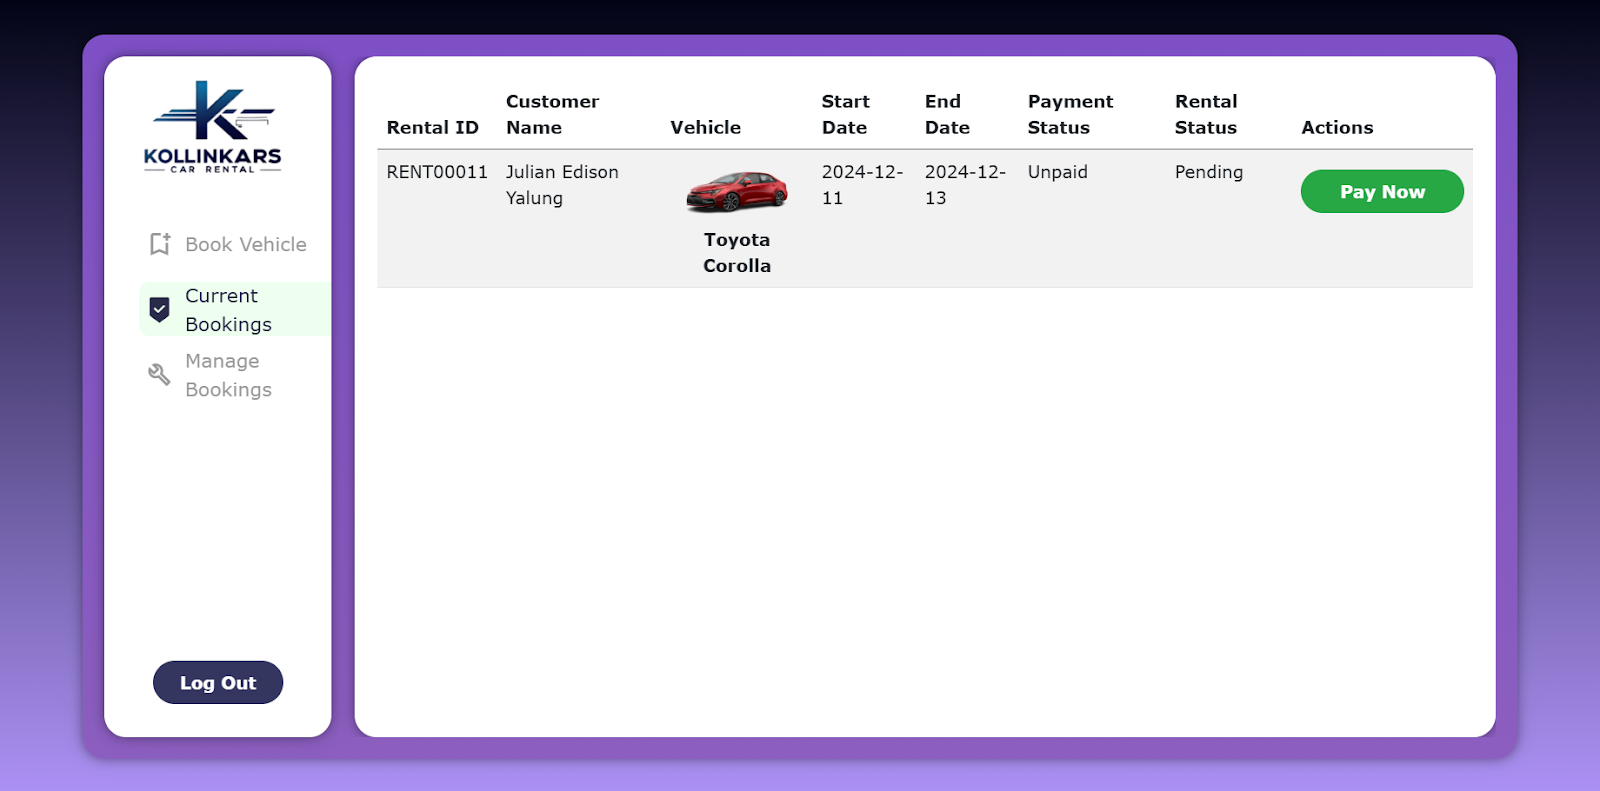 KOLLINKARS
CAR RENTAL
Book Vehicle
Current
Bookings
Manage
Bookings
Log Out
Rental ID
Customer
Name
Vehicle
Start
Date
End
Date
Payment
Status
Rental
Status
Actions
RENT00011
Julian Edison
Yalung
Toyota
Corolla
2024-12-
11
2024-12-
13
Unpaid
Pending
Pay Now